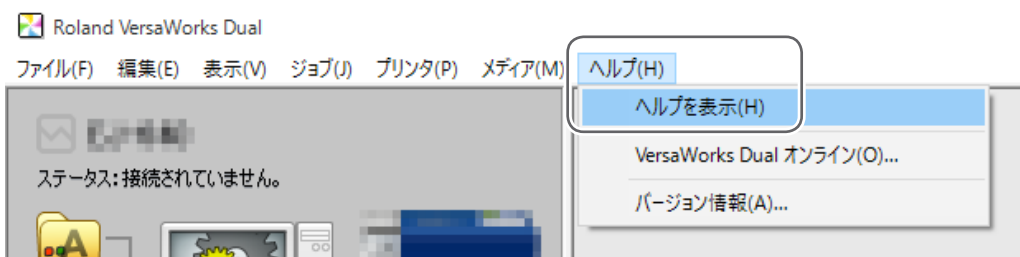 Roland VersaWorks Dual
ファイル(F) 編集(E) 表示(V) ジョブ(J) プリンタ(P) メディア(M) ヘルプ(H)
ヘルプを表示(H)
VersaWorks Dual オンライン(O)...
ステータス: 接続されていません。
バージョン情報(A)...
A